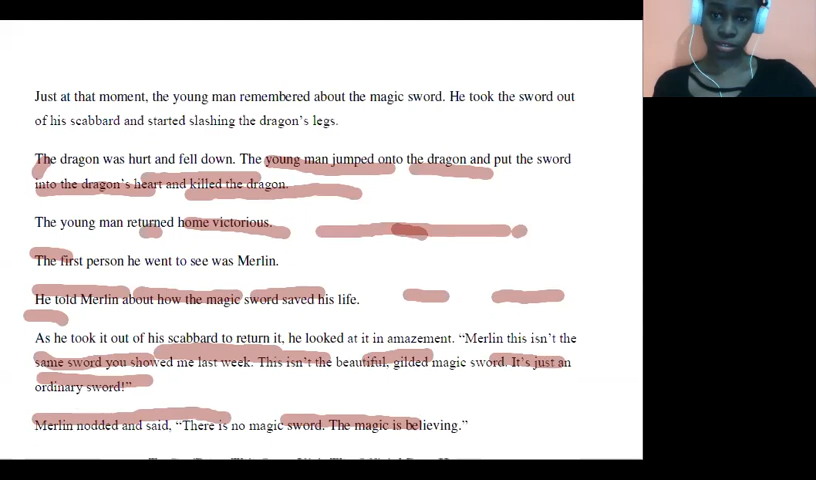 Just at that moment, the young man remembered about the magic sword. He took the sword out
of his scabbard and started slashing the dragon's legs.
The dragon was hurt and fell down. The young man jumped onto the dragon and put the sword
into the dragon's heart and killed the dragon.
The young man returned home victorious.
The first person he went to see was Merlin.
He told Merlin about how the magic sword saved his life.
As he took it out of his scabbard to return it, he looked at it in amazement. “Merlin this isn't the
same sword you showed me last week. This isn't the beautiful, gilded magic sword. It's just an
ordinary sword!”
Merlin nodded and said, “There is no magic sword. The magic is believing.”